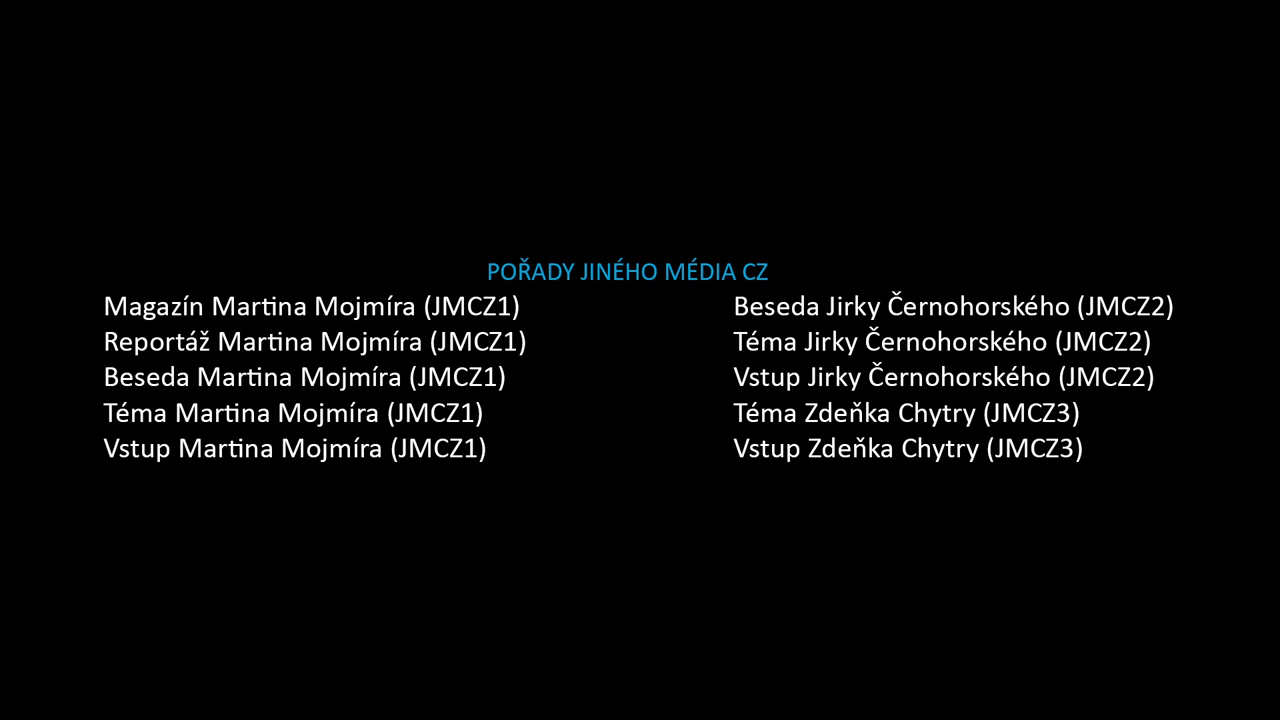 POŘADY JINÉHO MÉDIA CZ
Magazín Martina Mojmíra (JMCZ1)
Reportáž Martina Mojmíra (JMCZ1)
Beseda Martina Mojmíra (JMCZ1)
Téma Martina Mojmíra (JMCZ1)
Vstup Martina Mojmíra (JMCZ1)
Beseda Jirky Černohorského (JMCZ2)
Téma Jirky Černohorského (JMCZ2)
Vstup Jirky Černohorského (JMCZ2)
Téma Zdeňka Chytry (JMCZ3)
Vstup Zdeňka Chytry (JMCZ3)